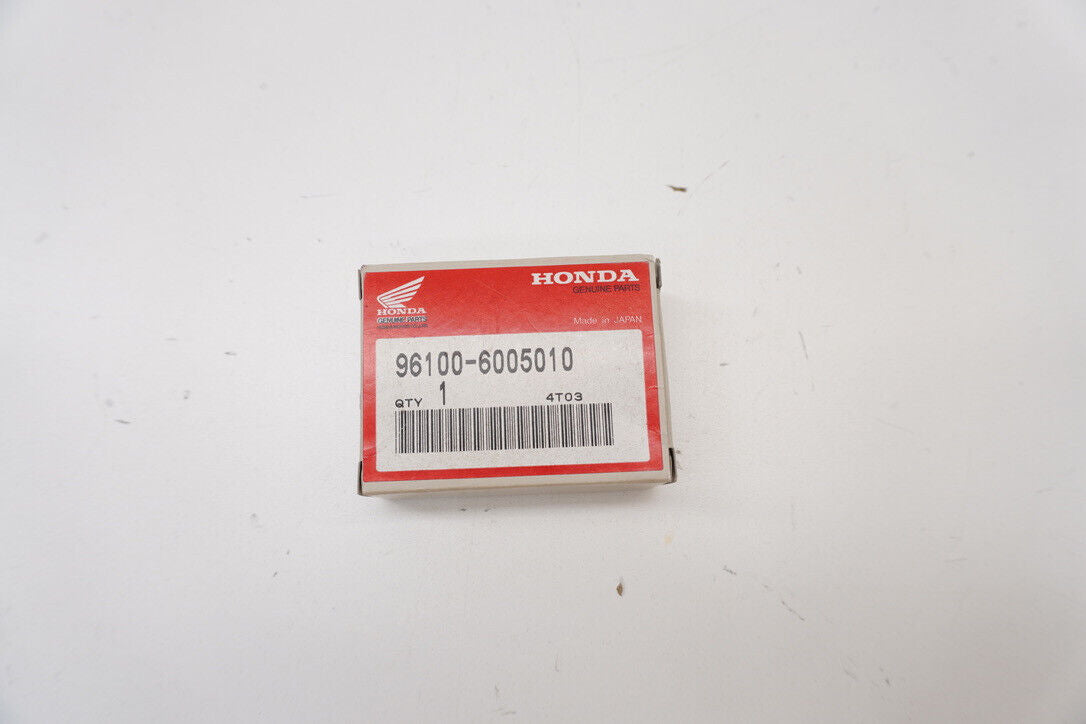 HONDA
GENUINE PARTS
HONDA
GENUINE PARTS
Made in JAPAN
96100-6005010
QTY 1 4T03